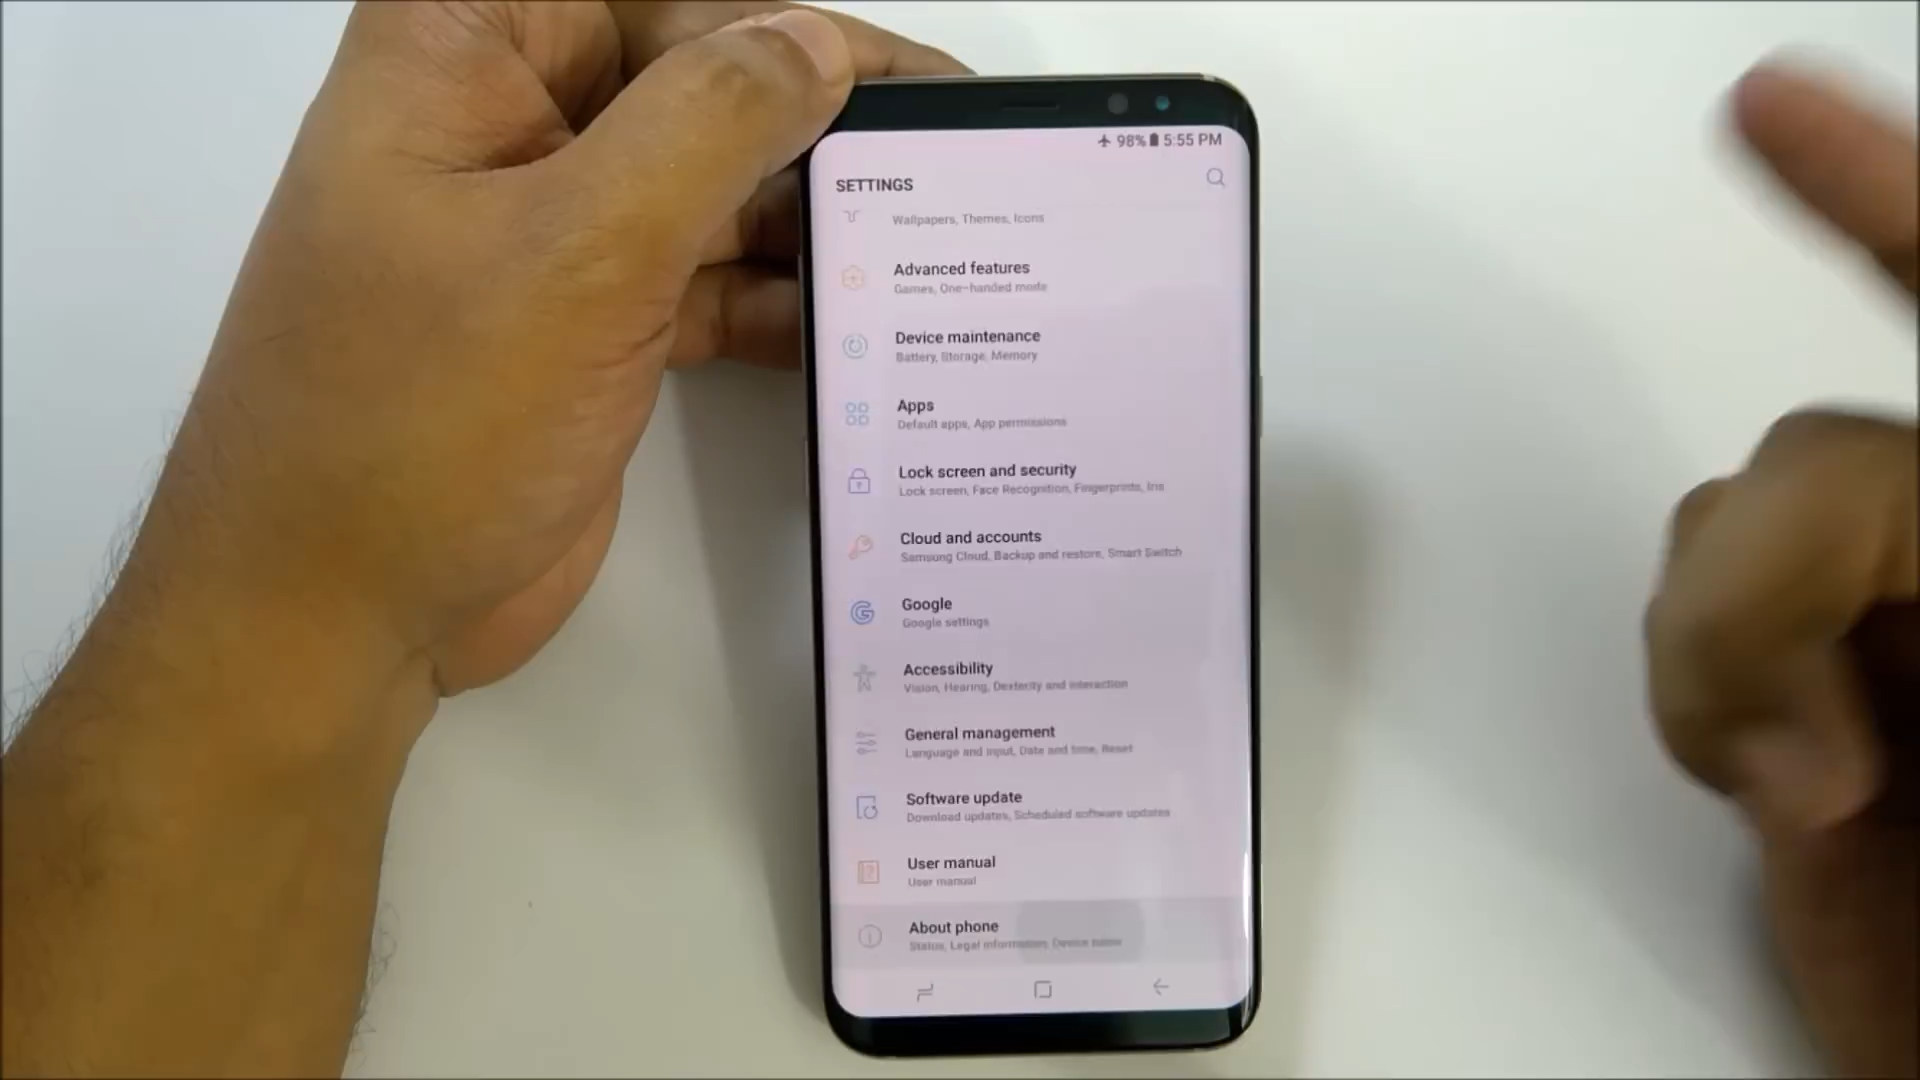 98% 5:55 PM
SETTINGS
Wallpapers, Themes, Icons
Advanced features
Games, One-handed mode
Device maintenance
Battery, Storage, Memory
Apps
Default apps, App permissions
Lock screen and security
Lock screen, Face Recognition, Fingerprints, Iris
Cloud and accounts
Samsung Cloud, Backup and restore, Smart Switch
Google
Google settings
Accessibility
Vision, Hearing, Dexterity and interaction
General management
Language and input, Date and time, Reset
Software update
Download updates, Scheduled software updates
User manual
User manual
About phone
Status, Legal information, Device name